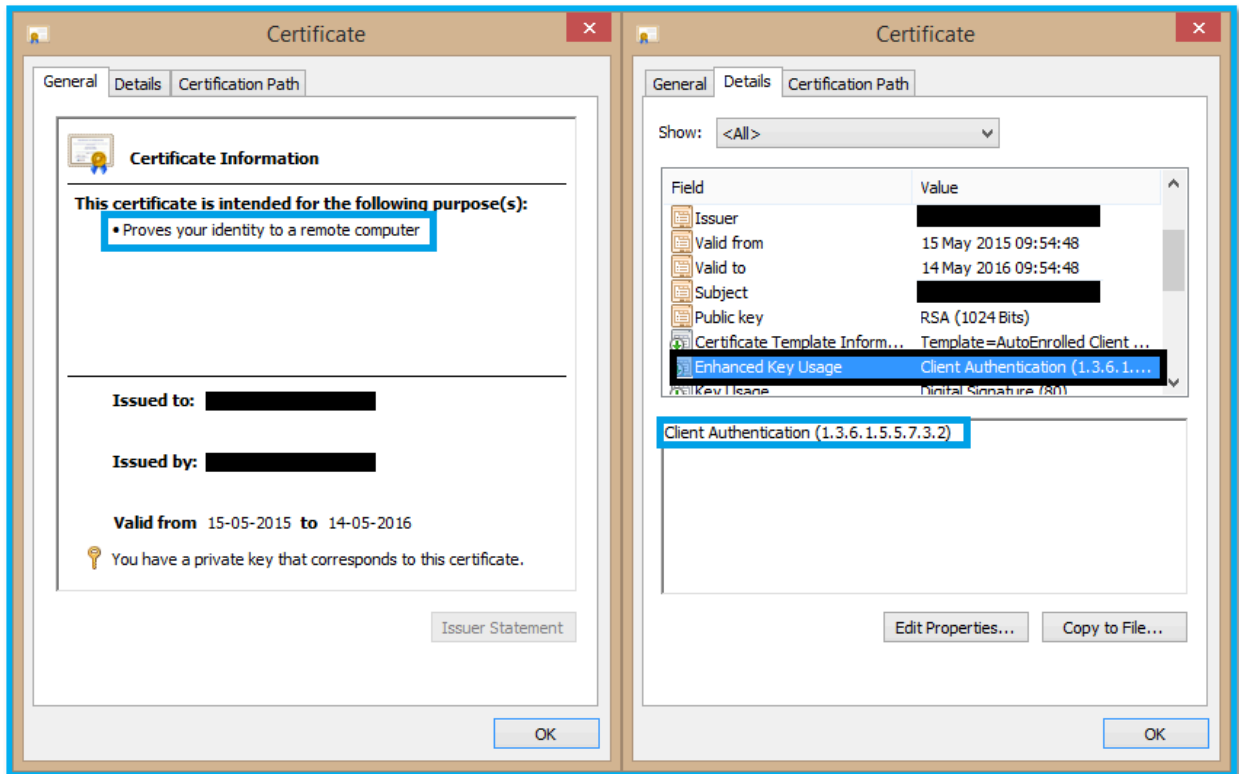 Certificate
General Details Certification Path
Certificate Information
This certificate is intended for the following purpose(s):
• Proves your identity to a remote computer
Issued to:
Issued by:
Valid from 15-05-2015 to 14-05-2016
You have a private key that corresponds to this certificate.
Issuer Statement
OK
Certificate
General Details Certification Path
Show: <All>
Field Value
Issuer
Valid from 15 May 2015 09:54:48
Valid to 14 May 2016 09:54:48
Subject
Public key RSA (1024 Bits)
Certificate Template Inform... Template=AutoEnrolled Client ...
Enhanced Key Usage Client Authentication (1.3.6.1....
Key Usage Digital Signature (80)
Client Authentication (1.3.6.1.5.5.7.3.2)
Edit Properties... Copy to File...
OK